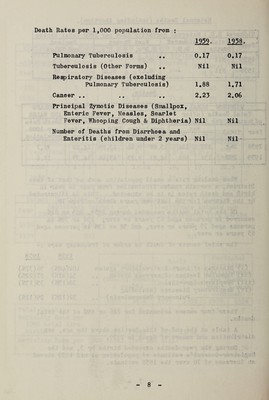 Death Rates per 1,000 population from :
1959. 1958.
Pulmonary Tuberculosis .. 0.17 0.17
Tuberculosis (Other Forms) .. Nil Nil
Respiratory Diseases (excluding
Pulmonary Tuberculosis) 1.88 1.71
Cancer .. .. .. 2.23 2.06
Principal Zymotic Diseases (Smallpox,
Enteric Fever, Measles, Scarlet
Fever, Whooping Cough & Diphtheria) Nil Nil
Number of Deaths from Diarrhoea and
Enteritis (children under 2 years) Nil Nil
- 8 -